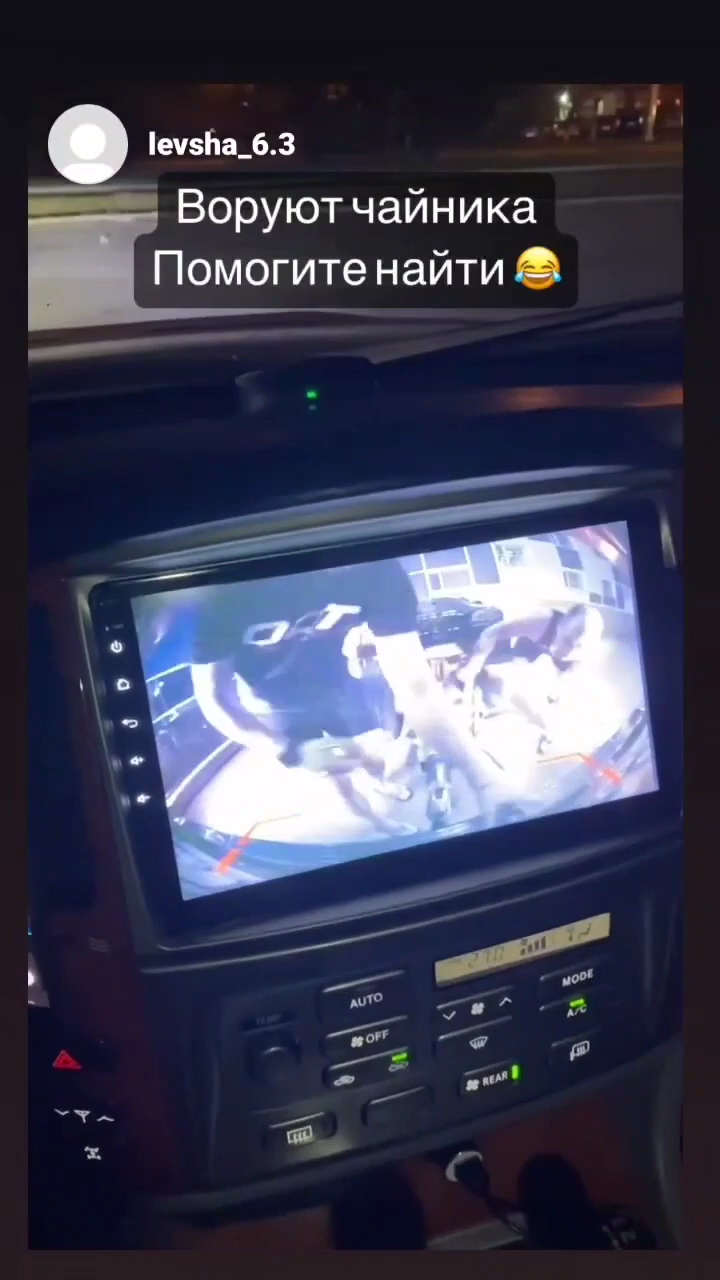 levsha_6.3
Воруют чайника
Помогите найти 😂
AUTO
OFF
MODE
A/C
REAR